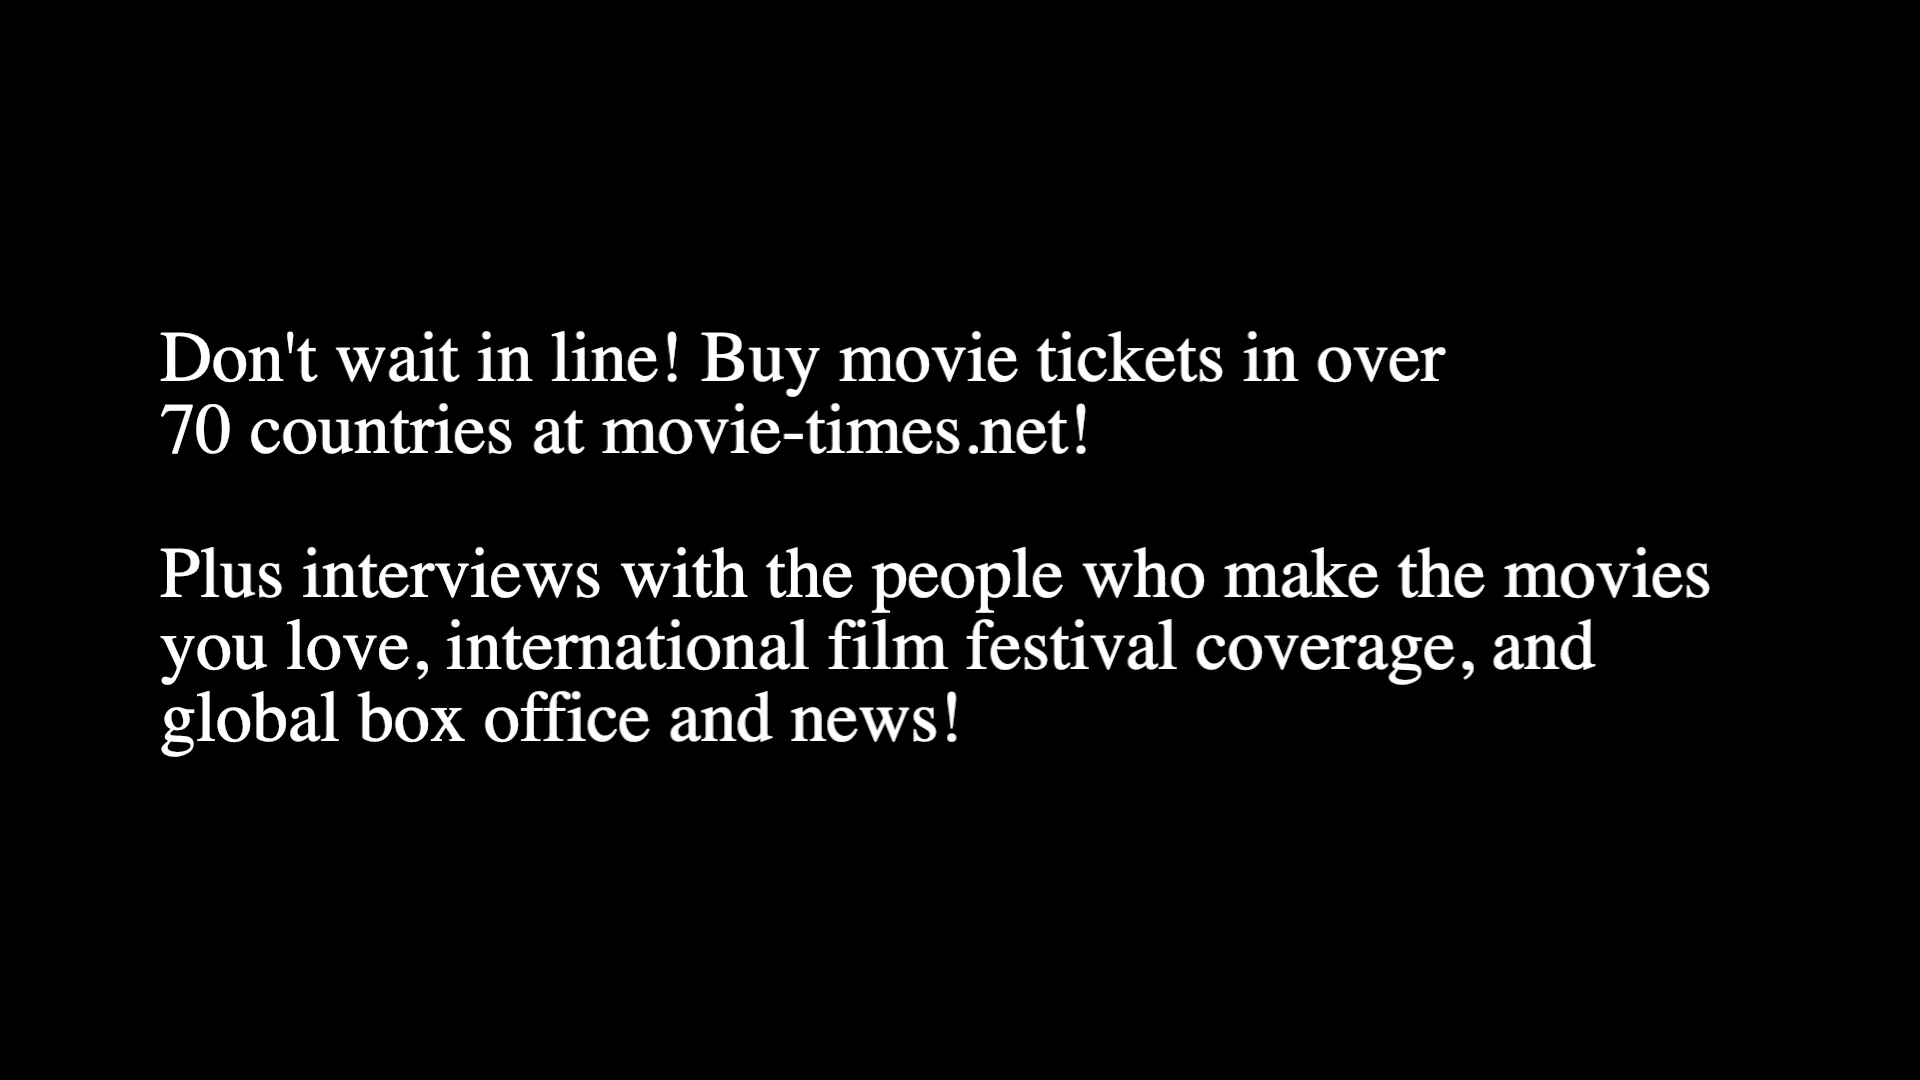 Don't wait in line! Buy movie tickets in over
70 countries at movie-times.net!
Plus interviews with the people who make the movies
you love, international film festival coverage, and
global box office and news!